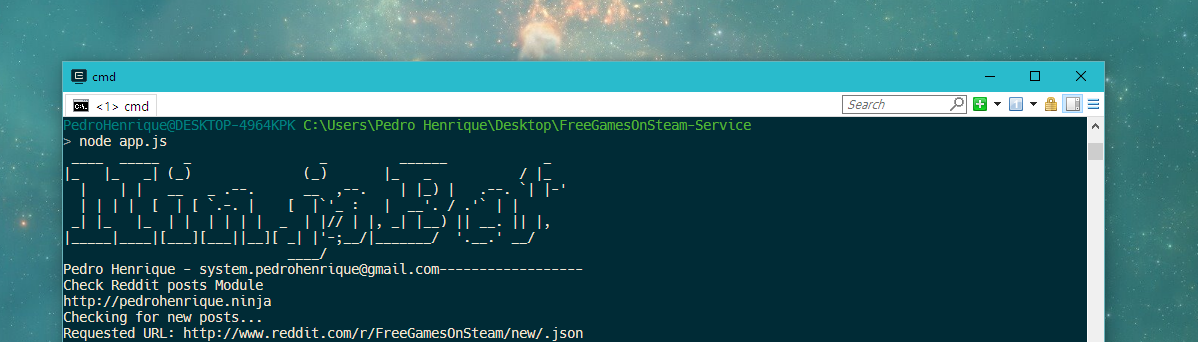 cmd
<1> cmd
Search
PedroHenrique@DESKTOP-4964KPK C:\Users\Pedro Henrique\Desktop\FreeGamesOnSteam-Service
> node app.js
Pedro Henrique - system.pedrohenrique@gmail.com------------------
Check Reddit posts Module
http://pedrohenrique.ninja
Checking for new posts...
Requested URL: http://www.reddit.com/r/FreeGamesOnSteam/new/.json